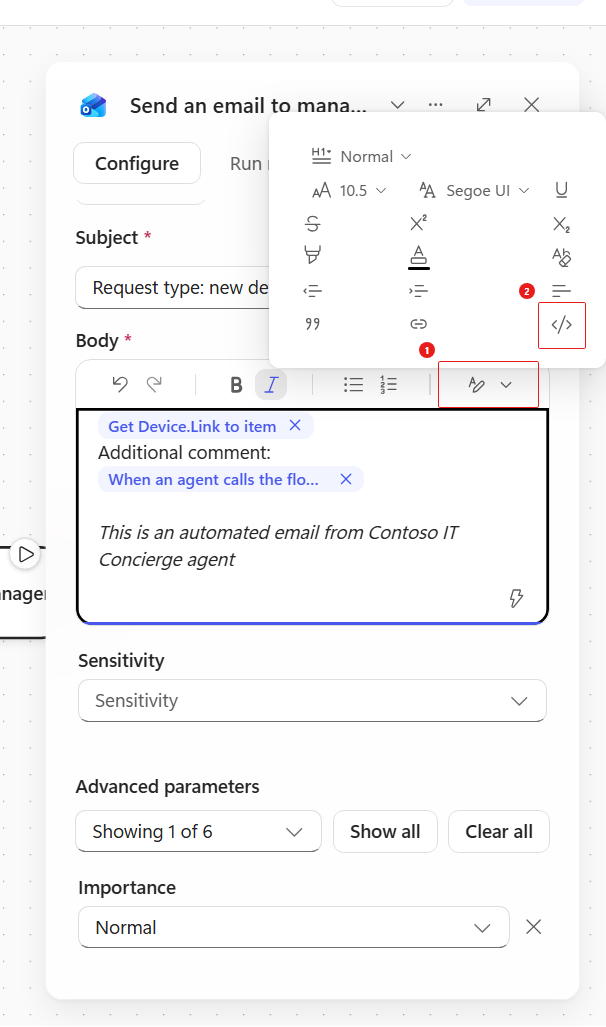 Send an email to mana...
Configure
Run
H1
Normal
10.5
Segoe UI
2
1
Subject *
Request type: new de
Body *
B
I
Get Device.Link to item
Additional comment:
When an agent calls the flo...
This is an automated email from Contoso IT
Concierge agent
nager
Sensitivity
Sensitivity
Advanced parameters
Showing 1 of 6
Show all
Clear all
Importance
Normal